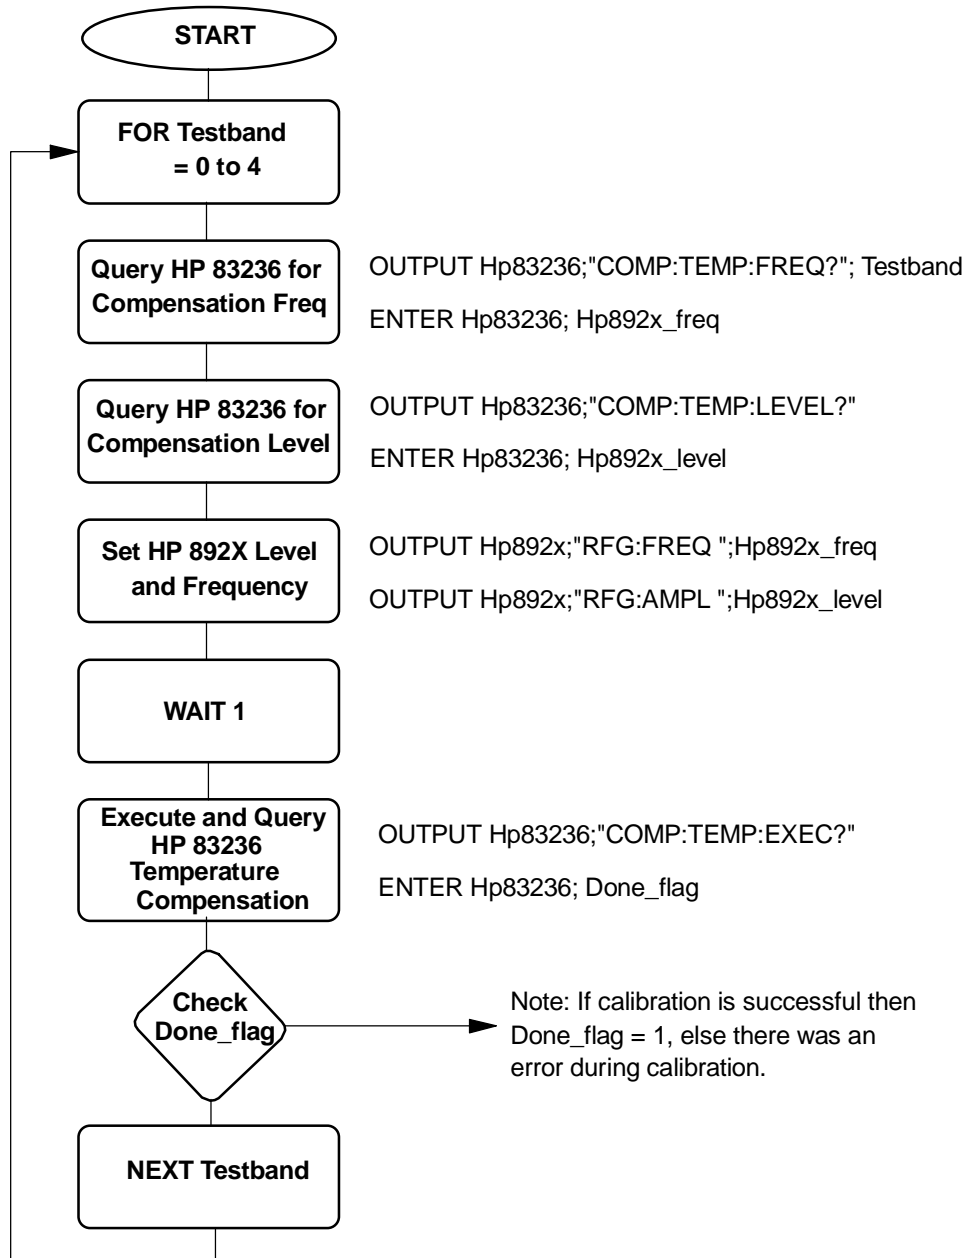 START
FOR Testband
= 0 to 4
Query HP 83236 for
Compensation Freq
OUTPUT Hp83236;"COMP:TEMP:FREQ?"; Testband
ENTER Hp83236; Hp892x_freq
Query HP 83236 for
Compensation Level
OUTPUT Hp83236;"COMP:TEMP:LEVEL?"
ENTER Hp83236; Hp892x_level
Set HP 892X Level
and Frequency
OUTPUT Hp892x;"RFG:FREQ ";Hp892x_freq
OUTPUT Hp892x;"RFG:AMPL ";Hp892x_level
WAIT 1
Execute and Query
HP 83236
Temperature
Compensation
OUTPUT Hp83236;"COMP:TEMP:EXEC?"
ENTER Hp83236; Done_flag
Check
Done_flag
Note: If calibration is successful then
Done_flag = 1, else there was an
error during calibration.
NEXT Testband